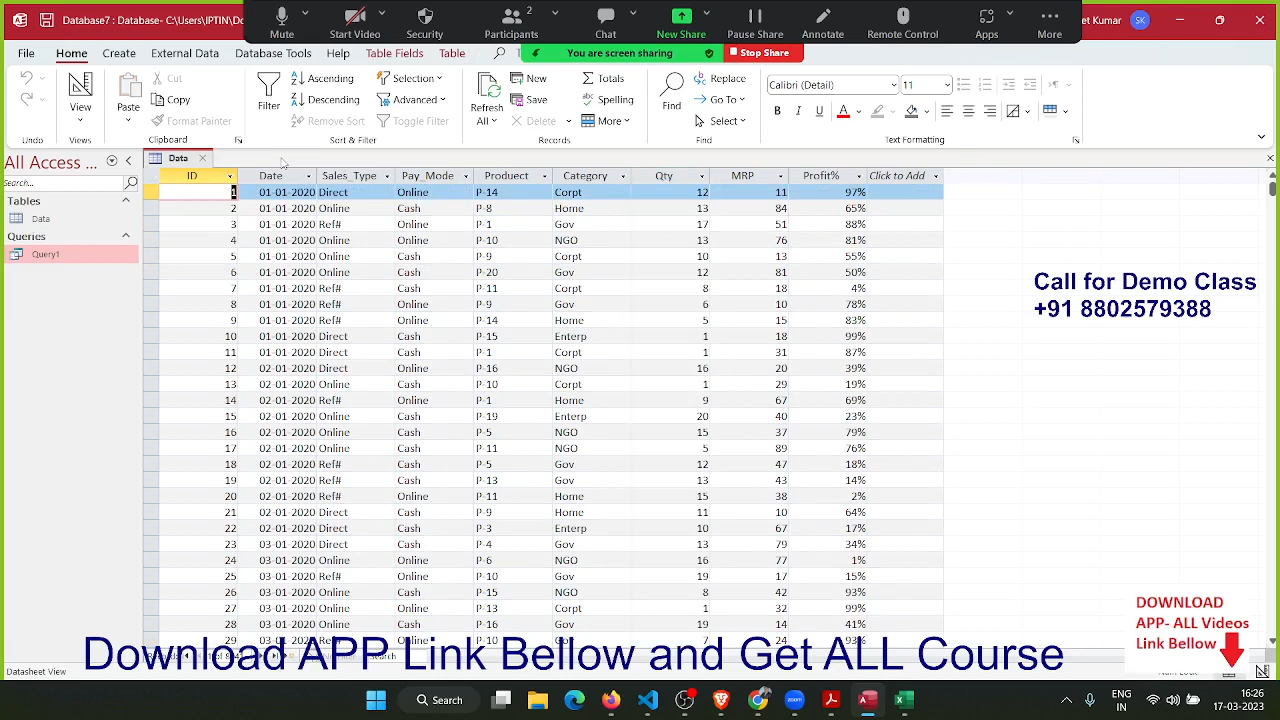 Database7 : Database- C:\Users\IPTIN\Do
et Kumar SK
Mute Start Video Security Participants 2 Chat New Share Pause Share Annotate Remote Control Apps More
You are screen sharing Stop Share
File Home Create External Data Database Tools Help Table Fields Table
View Paste Cut Copy Format Painter
Filter Ascending Descending Remove Sort Selection Advanced Toggle Filter
Refresh All New Save Delete Totals Spelling More
Find Replace Go To Select
Calibri (Detail) 11
B I U A
Undo Views Clipboard Sort & Filter Records Find Text Formatting
All Access ...
Search...
Tables
Data
Queries
Query1
Data
ID Date Sales_Type Pay_Mode Producct Category Qty MRP Profit% Click to Add
1 01-01-2020 Direct Online P-14 Corpt 12 11 97%
2 01-01-2020 Online Cash P-8 Home 13 84 65%
3 01-01-2020 Ref# Online P-1 Gov 17 51 88%
4 01-01-2020 Online Online P-10 NGO 13 76 81%
5 01-01-2020 Online Cash P-9 Corpt 10 13 55%
6 01-01-2020 Online Cash P-20 Gov 12 81 50%
7 01-01-2020 Ref# Cash P-11 Corpt 8 18 4%
8 01-01-2020 Ref# Online P-9 Gov 6 10 78%
9 01-01-2020 Ref# Online P-14 Home 5 15 83%
10 01-01-2020 Direct Cash P-15 Enterp 1 18 99%
11 01-01-2020 Direct Cash P-1 Corpt 1 31 87%
12 01-01-2020 Direct Cash P-16 NGO 16 20 39%
13 02-01-2020 Online Cash P-10 Corpt 1 29 19%
14 02-01-2020 Ref# Online P-1 Home 9 67 69%
15 02-01-2020 Online Cash P-19 Enterp 20 40 23%
16 02-01-2020 Online Cash P-5 NGO 15 37 79%
17 02-01-2020 Online Cash P-11 NGO 5 89 76%
18 02-01-2020 Ref# Cash P-5 Gov 12 47 18%
19 02-01-2020 Ref# Cash P-13 Gov 13 43 14%
20 02-01-2020 Direct Online P-11 Home 15 38 2%
21 02-01-2020 Direct Cash P-9 Home 11 10 64%
22 02-01-2020 Direct Cash P-3 Enterp 10 67 17%
23 03-01-2020 Direct Cash P-4 Gov 13 79 34%
24 03-01-2020 Online Online P-6 NGO 16 77 1%
25 03-01-2020 Ref# Online P-10 Gov 19 17 15%
26 03-01-2020 Online Cash P-15 NGO 8 42 93%
27 03-01-2020 Online Online P-13 Corpt 1 32 99%
28 03-01-2020 Online Cash P-16 Gov 19 14 41%
29 03-01-2020 Ref# Online P-10 Gov 7 24 93%
Call for Demo Class
+91 8802579388
DOWNLOAD
APP- ALL Videos
Link Bellow
Download APP Link Bellow and Get ALL Course
Search
Datasheet View Num Lock
Search
ENG
IN
16:26
17-03-2023